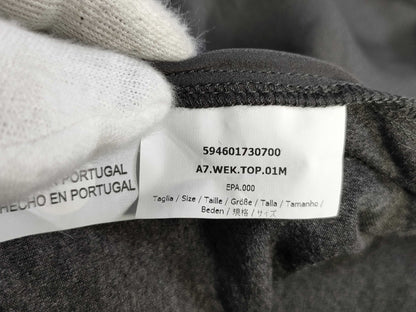 594601730700
A7.WEK.TOP.01M
EPA.000
Taglia / Size / Taille / Größe / Talla / Tamanho /
Beden / 規格 / サイズ
PORTUGAL
HECHO EN PORTUGAL